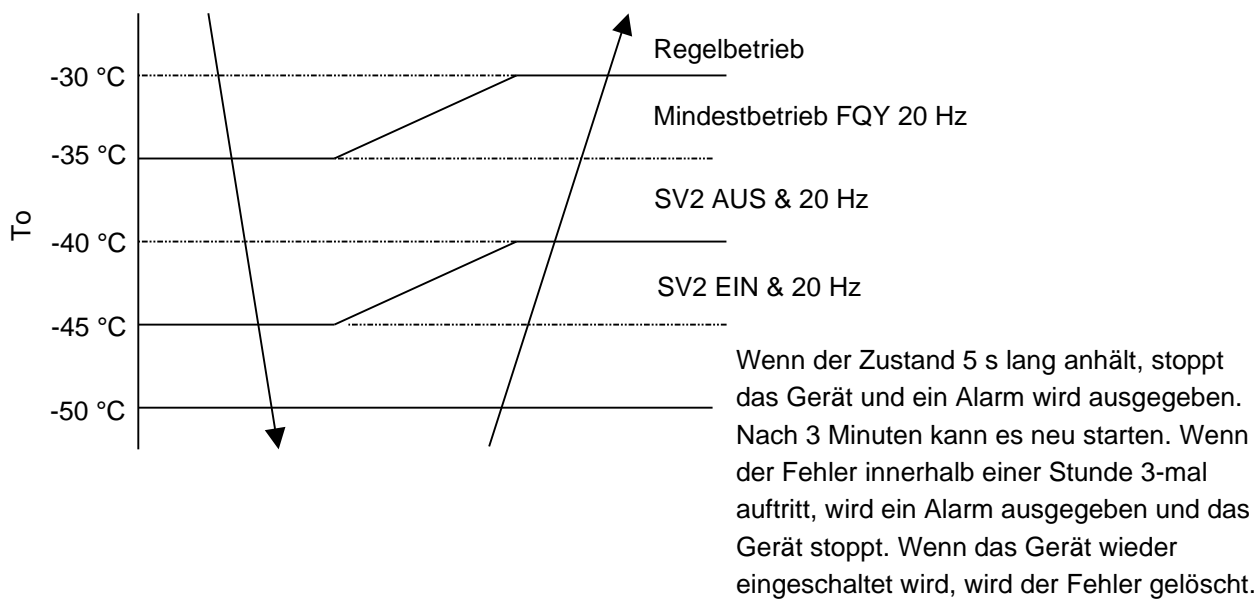 Regelbetrieb
-30 °C
Mindestbetrieb FQY 20 Hz
-35 °C
SV2 AUS & 20 Hz
To
-40 °C
SV2 EIN & 20 Hz
-45 °C
-50 °C
Wenn der Zustand 5 s lang anhält, stoppt
das Gerät und ein Alarm wird ausgegeben.
Nach 3 Minuten kann es neu starten. Wenn
der Fehler innerhalb einer Stunde 3-mal
auftritt, wird ein Alarm ausgegeben und das
Gerät stoppt. Wenn das Gerät wieder
eingeschaltet wird, wird der Fehler gelöscht.